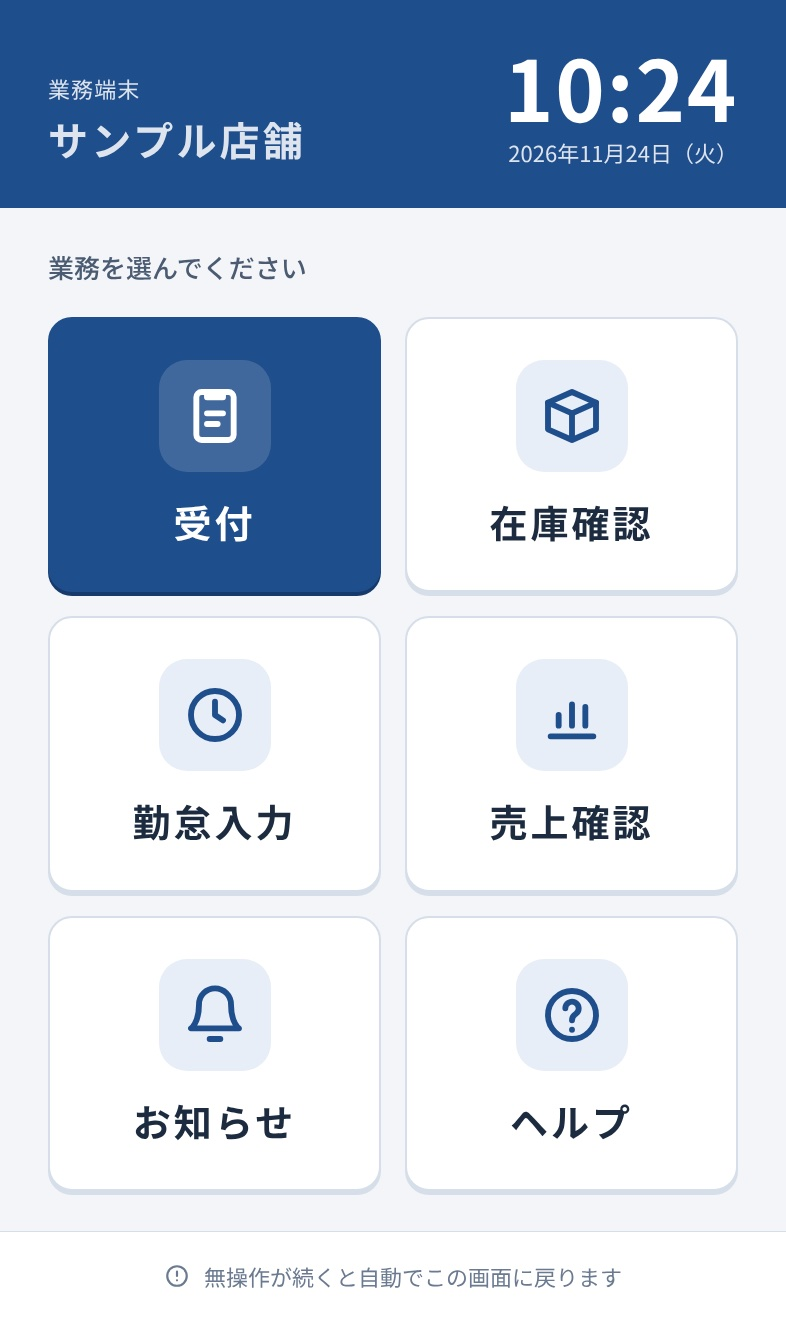 業務端末
サンプル店舗
10:24
2026年11月24日（火）
業務を選んでください
受付
在庫確認
勤怠入力
売上確認
お知らせ
ヘルプ
無操作が続くと自動でこの画面に戻ります